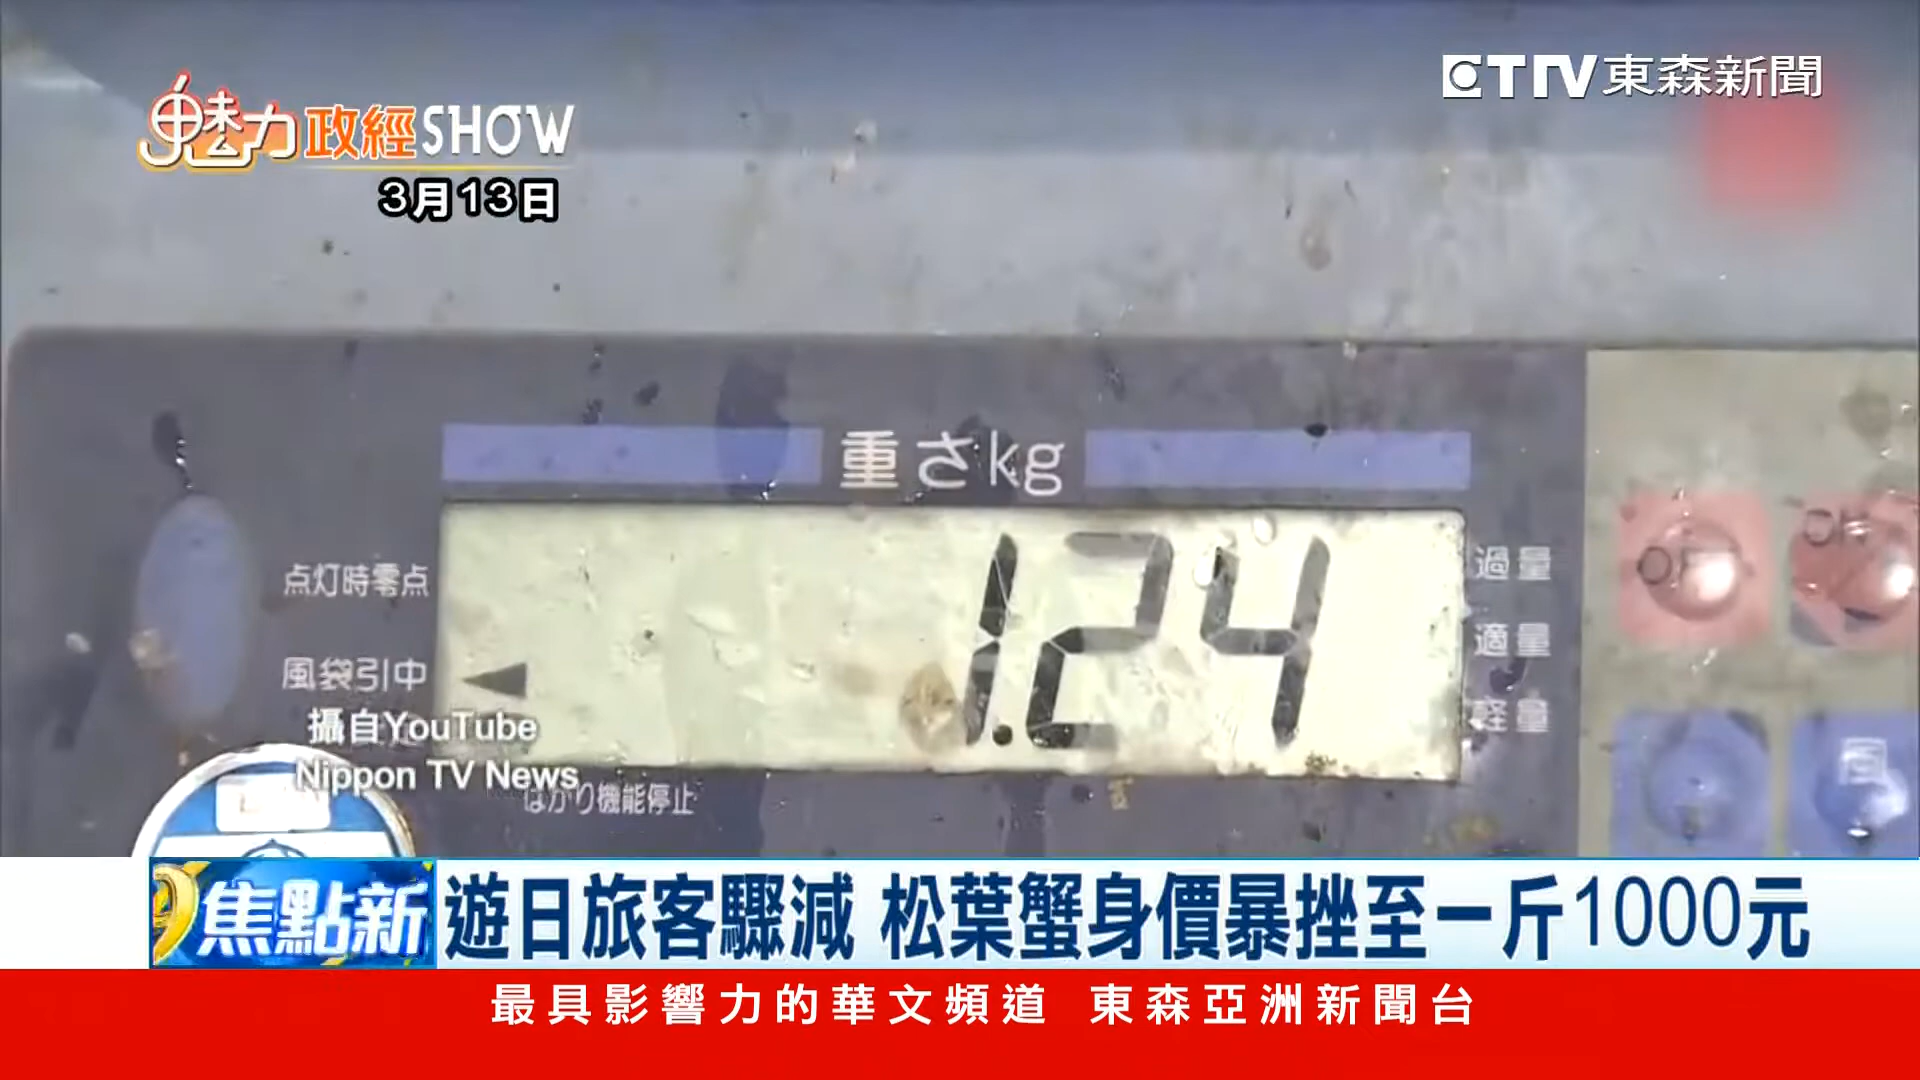 ETTV東森新聞
魅力政經SHOW
3月13日
重さkg
点灯時零点
1.24
過量
適量
風袋引中
軽量
攝自YouTube
Nippon TV News
はかり機能停止
焦點新
遊日旅客驟減 松葉蟹身價暴挫至一斤1000元
最具影響力的華文頻道 東森亞洲新聞台